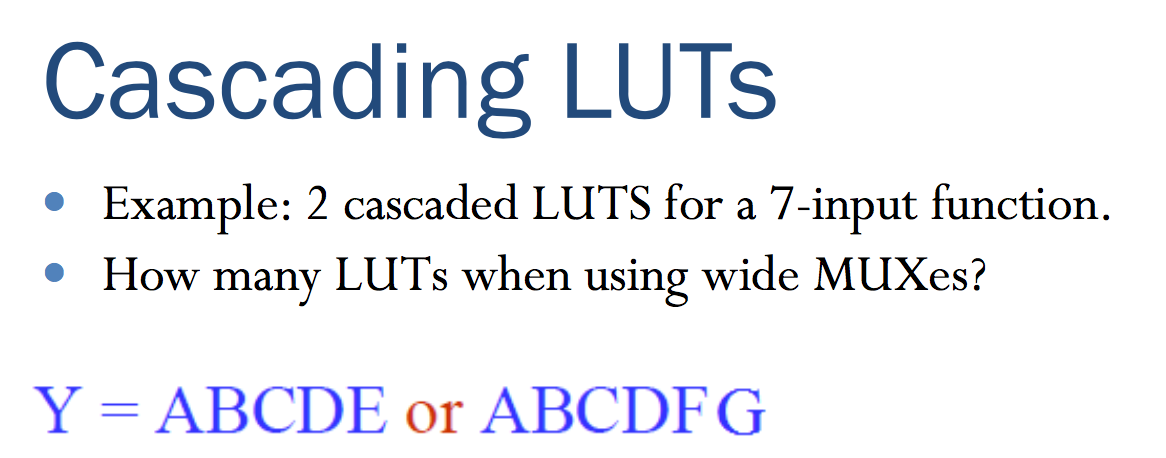 Cascading LUTs
• Example: 2 cascaded LUTS for a 7-input function.
• How many LUTs when using wide MUXes?
Y = ABCDE or ABCDFG